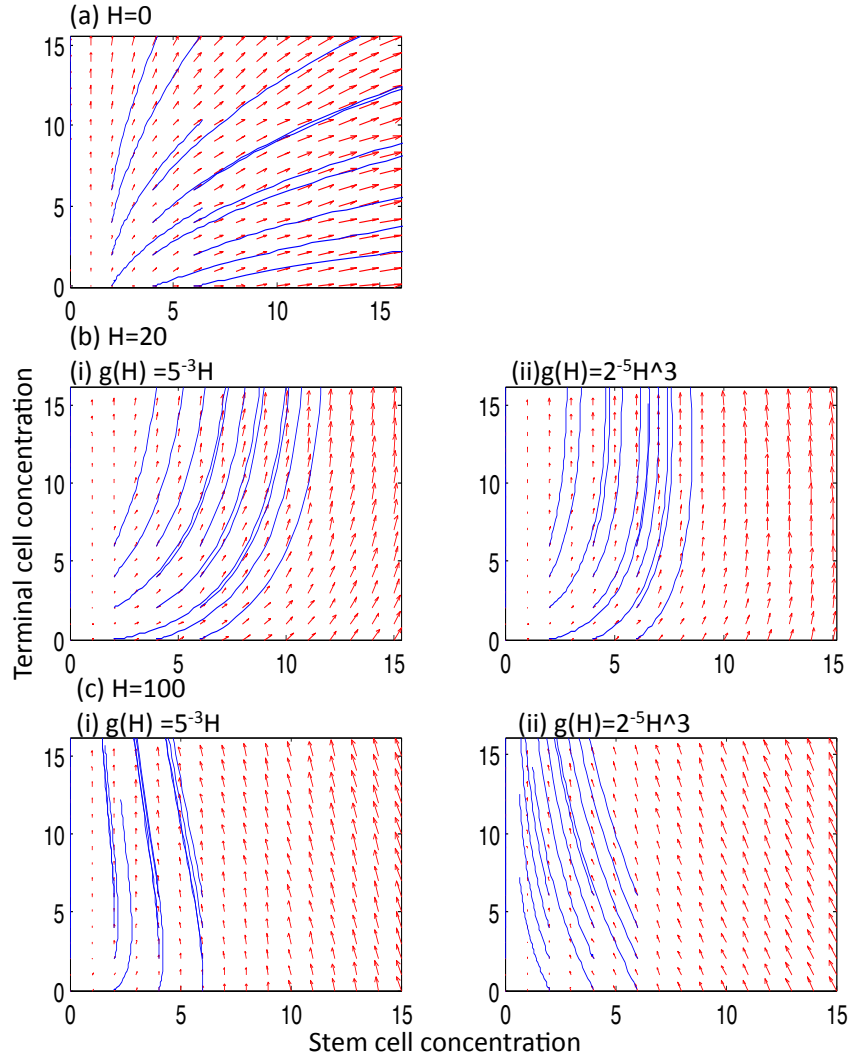 (a) H=0
15
10
5
0
0 5 10 15
(b) H=20
(i) g(H) =5⁻³H
(ii)g(H)=2⁻⁵H^3
15
10
5
0
0 5 10 15
15
10
5
0
0 5 10 15
Terminal cell concentration
(c) H=100
(i) g(H) =5⁻³H
(ii) g(H)=2⁻⁵H^3
15
10
5
0
0 5 10 15
15
10
5
0
0 5 10 15
Stem cell concentration